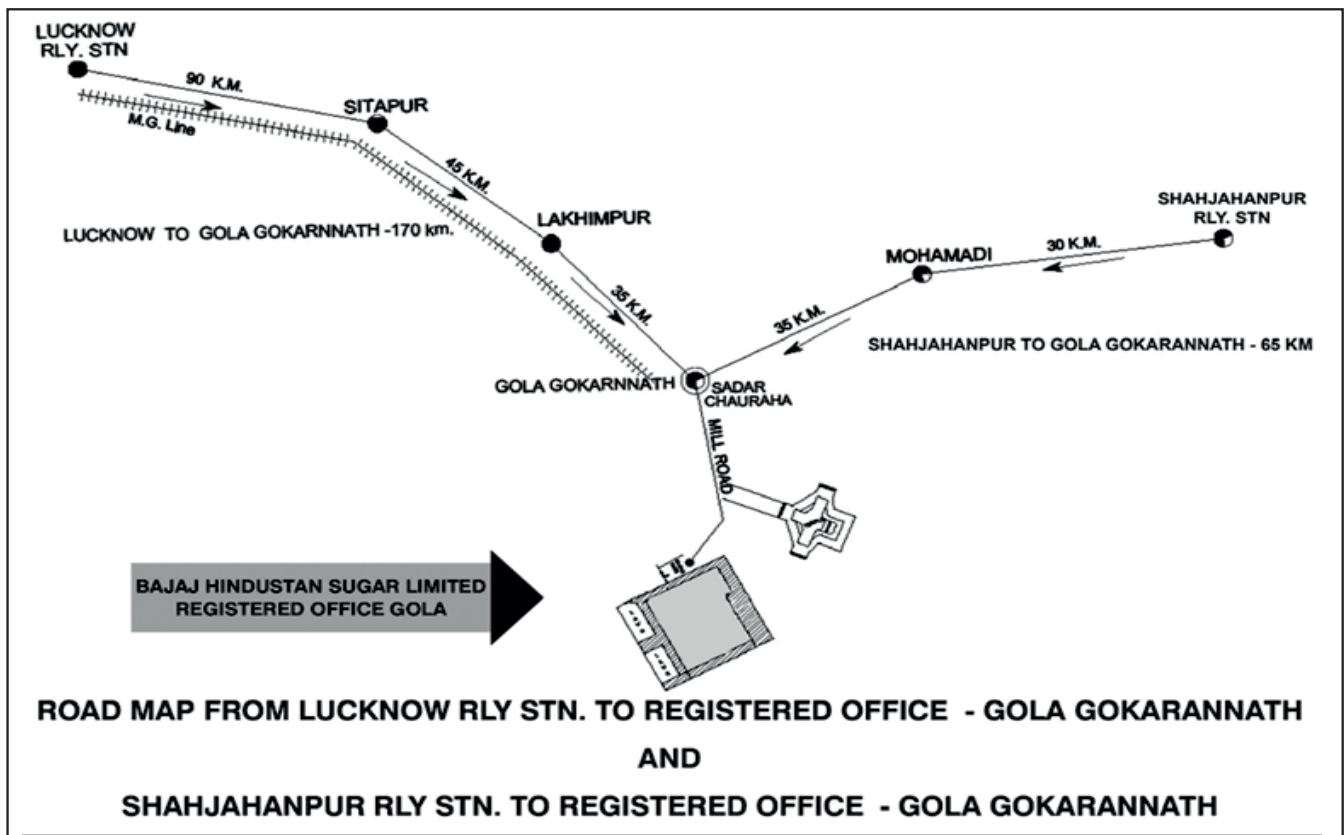 LUCKNOW
RLY. STN
90 K.M.
M.G. Line
SITAPUR
45 K.M.
LUCKNOW TO GOLA GOKARNNATH -170 km.
LAKHIMPUR
35 K.M.
SHAHJAHANPUR
RLY. STN
30 K.M.
MOHAMADI
35 K.M.
SHAHJAHANPUR TO GOLA GOKARANNATH - 65 KM
GOLA GOKARNNATH
SADAR
CHAURAHA
MILL ROAD
BAJAJ HINDUSTAN SUGAR LIMITED
REGISTERED OFFICE GOLA
ROAD MAP FROM LUCKNOW RLY STN. TO REGISTERED OFFICE - GOLA GOKARANNATH
AND
SHAHJAHANPUR RLY STN. TO REGISTERED OFFICE - GOLA GOKARANNATH